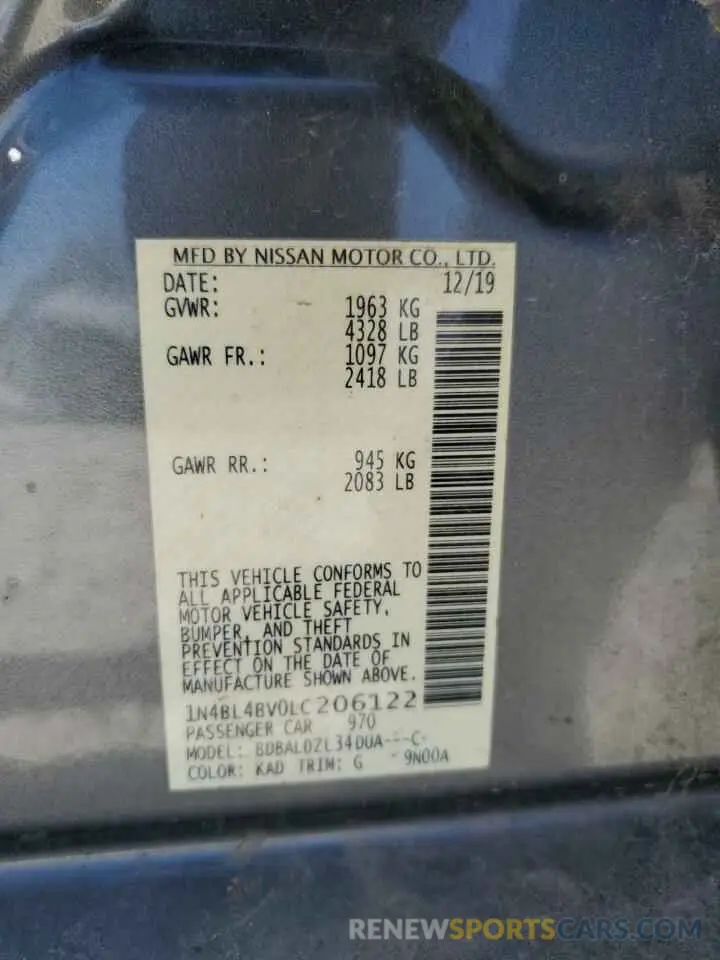 MFD BY NISSAN MOTOR CO., LTD.
DATE: 12/19
GVWR: 1963 KG
4328 LB
GAWR FR.: 1097 KG
2418 LB
GAWR RR.: 945 KG
2083 LB
THIS VEHICLE CONFORMS TO
ALL APPLICABLE FEDERAL
MOTOR VEHICLE SAFETY,
BUMPER, AND THEFT
PREVENTION STANDARDS IN
EFFECT ON THE DATE OF
MANUFACTURE SHOWN ABOVE.
1N4BL4BV0LC206122
PASSENGER CAR 970
MODEL: BDBALDZL34DUA---C-
COLOR: KAD TRIM: G 9N00A
RENEWSPORTSCARS.COM